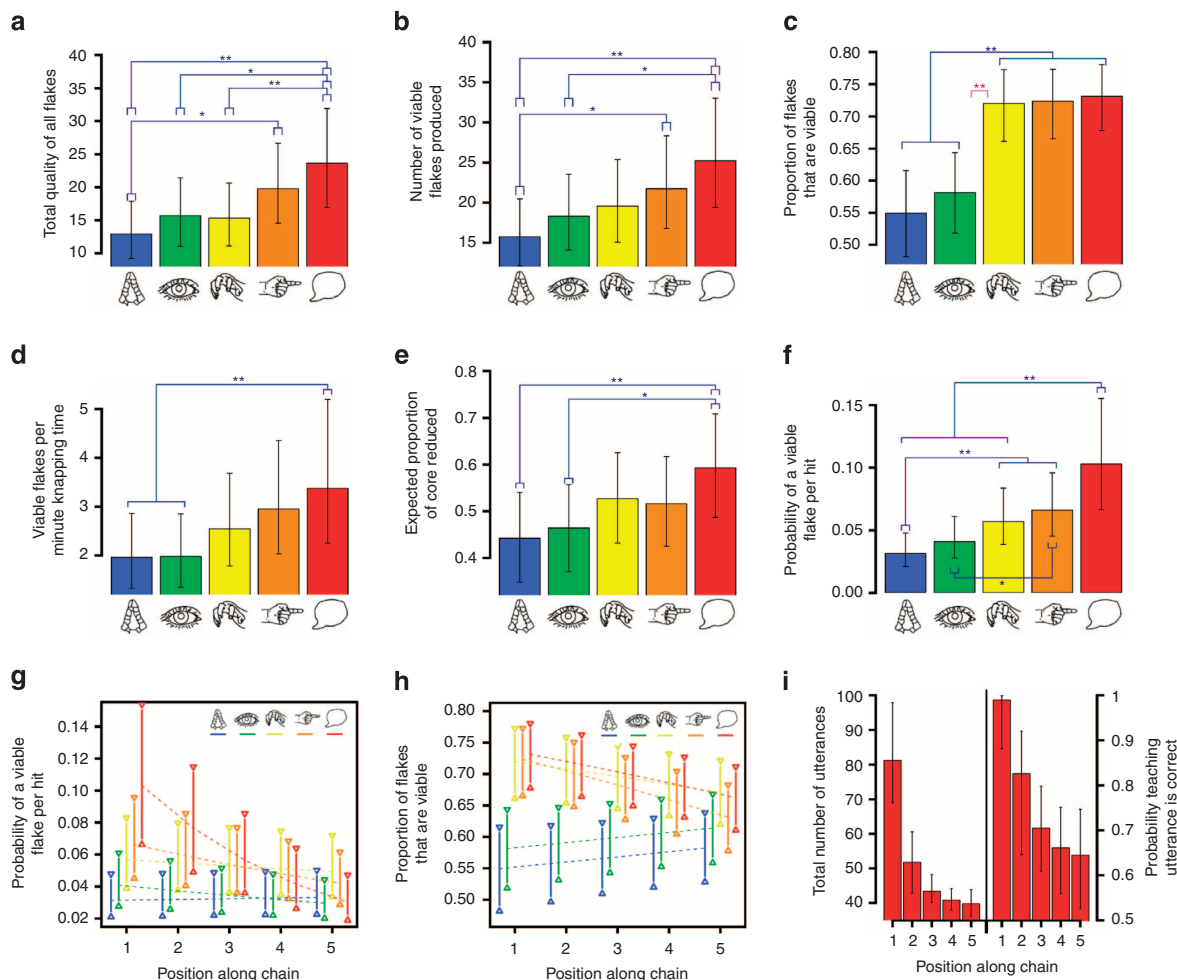 a
Total quality of all flakes
40
35
30
25
20
15
10
**
*
**
*
b
Number of viable
flakes produced
40
35
30
25
20
15
**
*
*
c
Proportion of flakes
that are viable
0.80
0.75
0.70
0.65
0.60
0.55
0.50
**
**
d
Viable flakes per
minute knapping time
5
4
3
2
**
e
Expected proportion
of core reduced
0.8
0.7
0.6
0.5
0.4
**
*
f
Probability of a viable
flake per hit
0.15
0.10
0.05
0.00
**
**
*
g
Probability of a viable
flake per hit
0.14
0.12
0.10
0.08
0.06
0.04
0.02
1 2 3 4 5
Position along chain
h
Proportion of flakes
that are viable
0.80
0.75
0.70
0.65
0.60
0.55
0.50
1 2 3 4 5
Position along chain
i
Total number of utterances
100
90
80
70
60
50
40
1 2 3 4 5 1 2 3 4 5
Position along chain
1
0.9
0.8
0.7
0.6
0.5
Probability teaching
utterance is correct